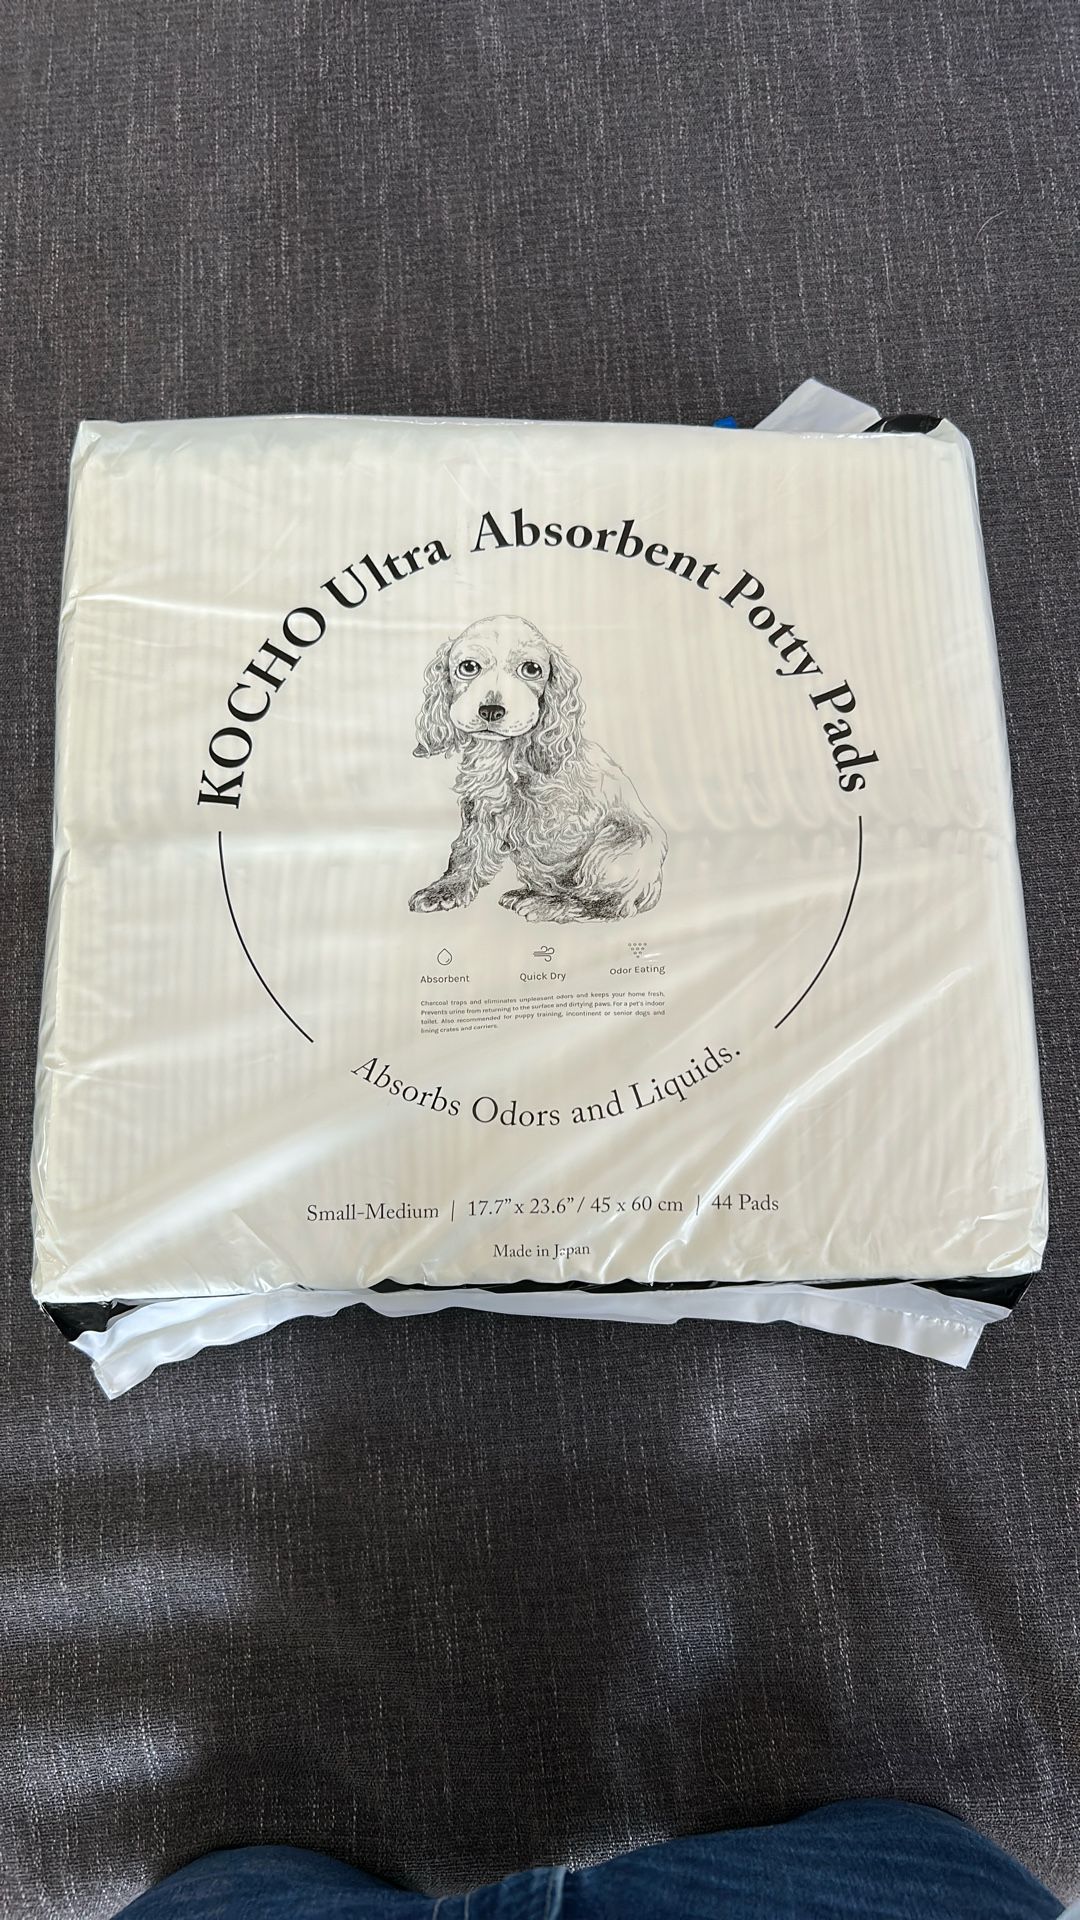 KOCHO Ultra Absorbent Potty Pads
Absorbent
Quick Dry
Odor Eating
Charcoal traps and eliminates unpleasant odors and keeps your home fresh.
Prevents urine from returning to the surface and dirtying paws. For a pet's indoor
toilet. Also recommended for puppy training, incontinent or senior dogs and
lining crates and carriers.
Absorbs Odors and Liquids.
Small-Medium | 17.7” x 23.6” / 45 x 60 cm | 44 Pads
Made in Japan